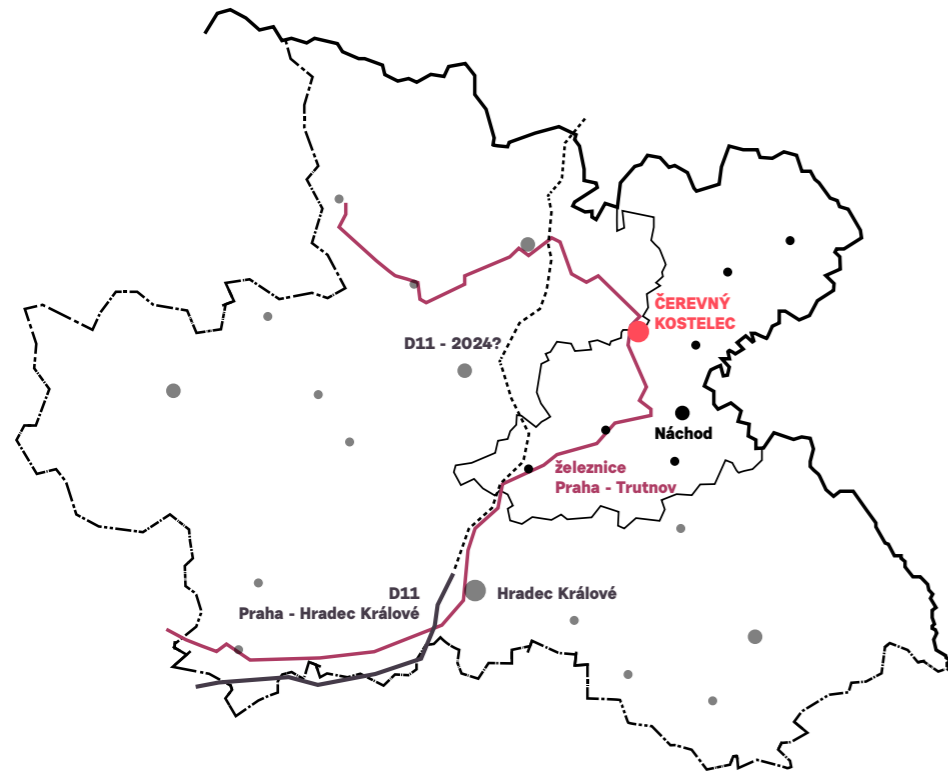 ČEREVNÝ
KOSTELEC
D11 - 2024?
Náchod
železnice
Praha - Trutnov
D11
Praha - Hradec Králové
Hradec Králové